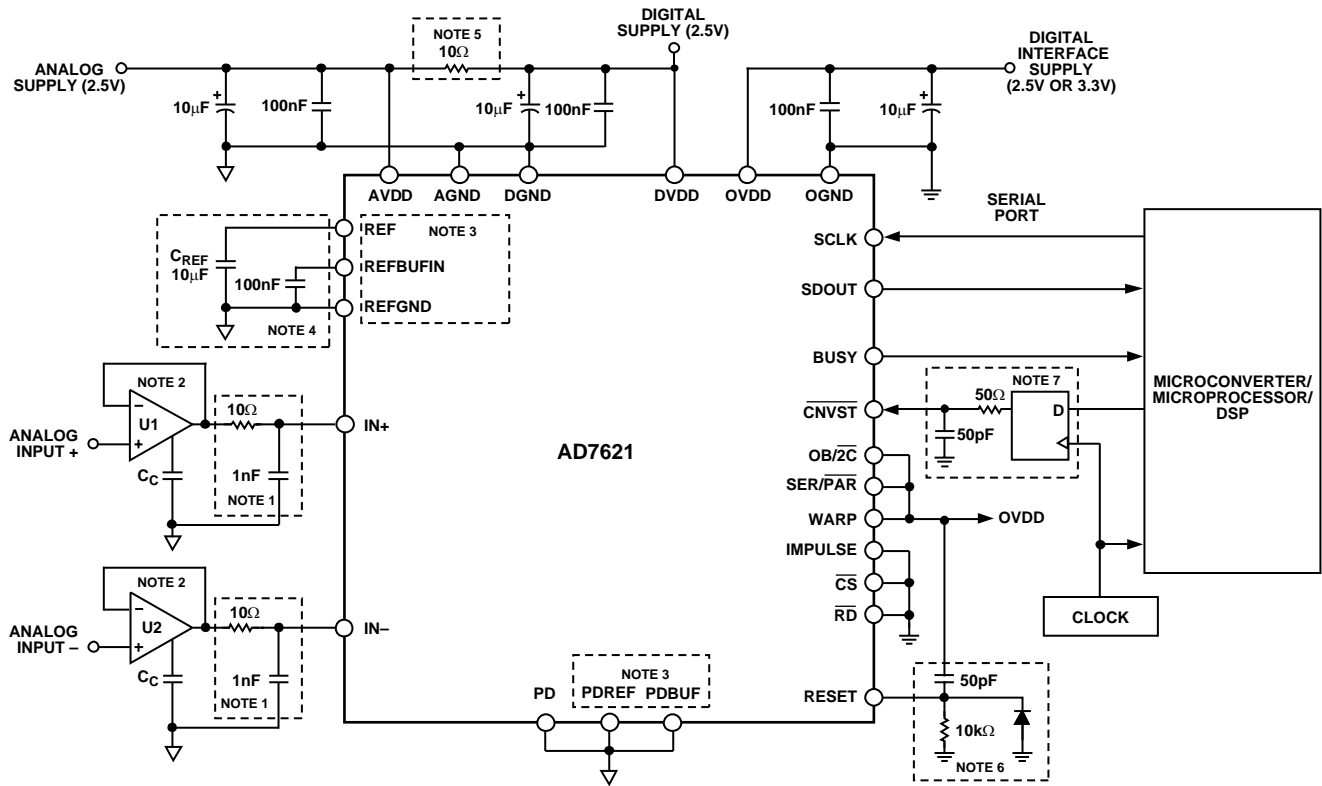 DIGITAL
SUPPLY (2.5V)
NOTE 5
10Ω
ANALOG
SUPPLY (2.5V)
DIGITAL
INTERFACE
SUPPLY
(2.5V OR 3.3V)
+
10μF
100nF
+
10μF
100nF
100nF
+
10μF
AVDD
AGND
DGND
DVDD
OVDD
OGND
SERIAL
PORT
NOTE 3
REF
REFBUFIN
REFGND
CREF
10μF
100nF
NOTE 4
SCLK
SDOUT
BUSY
CNVST
OB/2C
SER/PAR
WARP
IMPULSE
CS
RD
RESET
NOTE 7
50Ω
D
50pF
MICROCONVERTER/
MICROPROCESSOR/
DSP
OVDD
CLOCK
NOTE 2
−
U1
+
ANALOG
INPUT +
CC
10Ω
1nF
NOTE 1
IN+
AD7621
NOTE 2
−
U2
+
ANALOG
INPUT −
CC
10Ω
1nF
NOTE 1
IN−
NOTE 3
PD
PDREF
PDBUF
50pF
10kΩ
NOTE 6